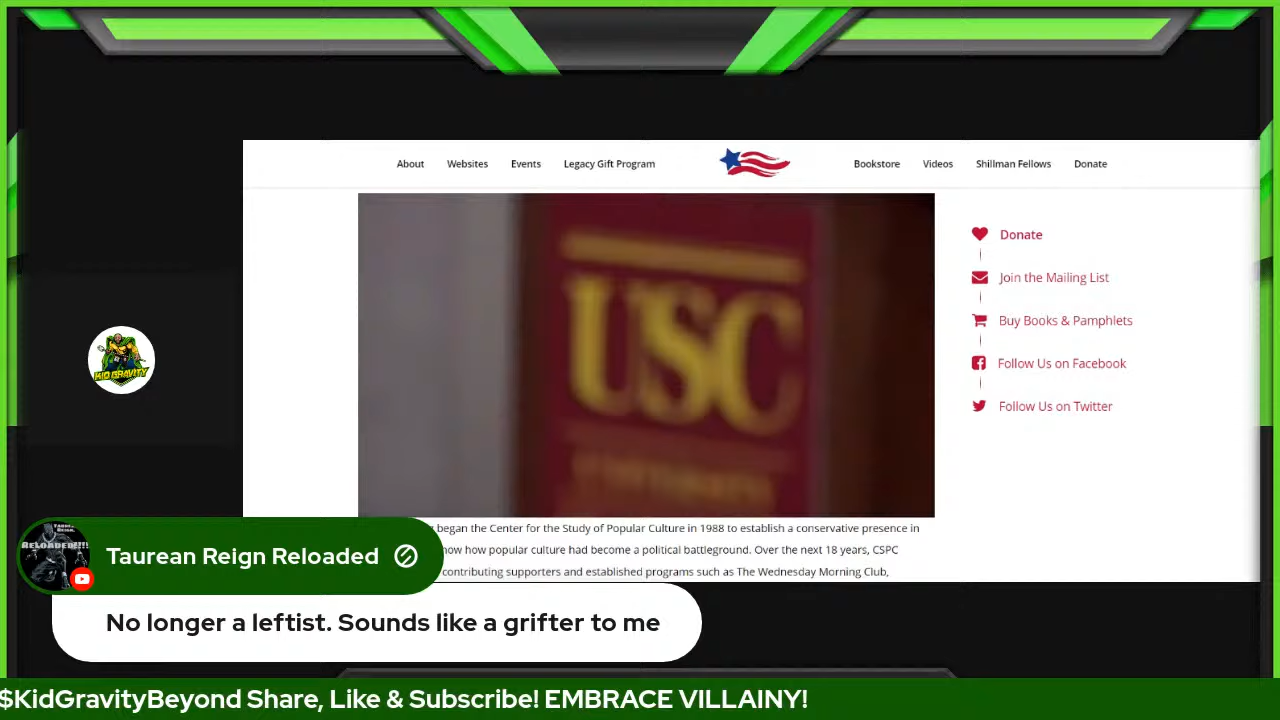 About Websites Events Legacy Gift Program Bookstore Videos Shillman Fellows Donate
USC
Donate
Join the Mailing List
Buy Books & Pamphlets
Follow Us on Facebook
Follow Us on Twitter
KID GRAVITY
began the Center for the Study of Popular Culture in 1988 to establish a conservative presence in
how popular culture had become a political battleground. Over the next 18 years, CSPC
contributing supporters and established programs such as The Wednesday Morning Club,
RELOADED!!!!
Taurean Reign Reloaded
No longer a leftist. Sounds like a grifter to me
$KidGravityBeyond Share, Like & Subscribe! EMBRACE VILLAINY!